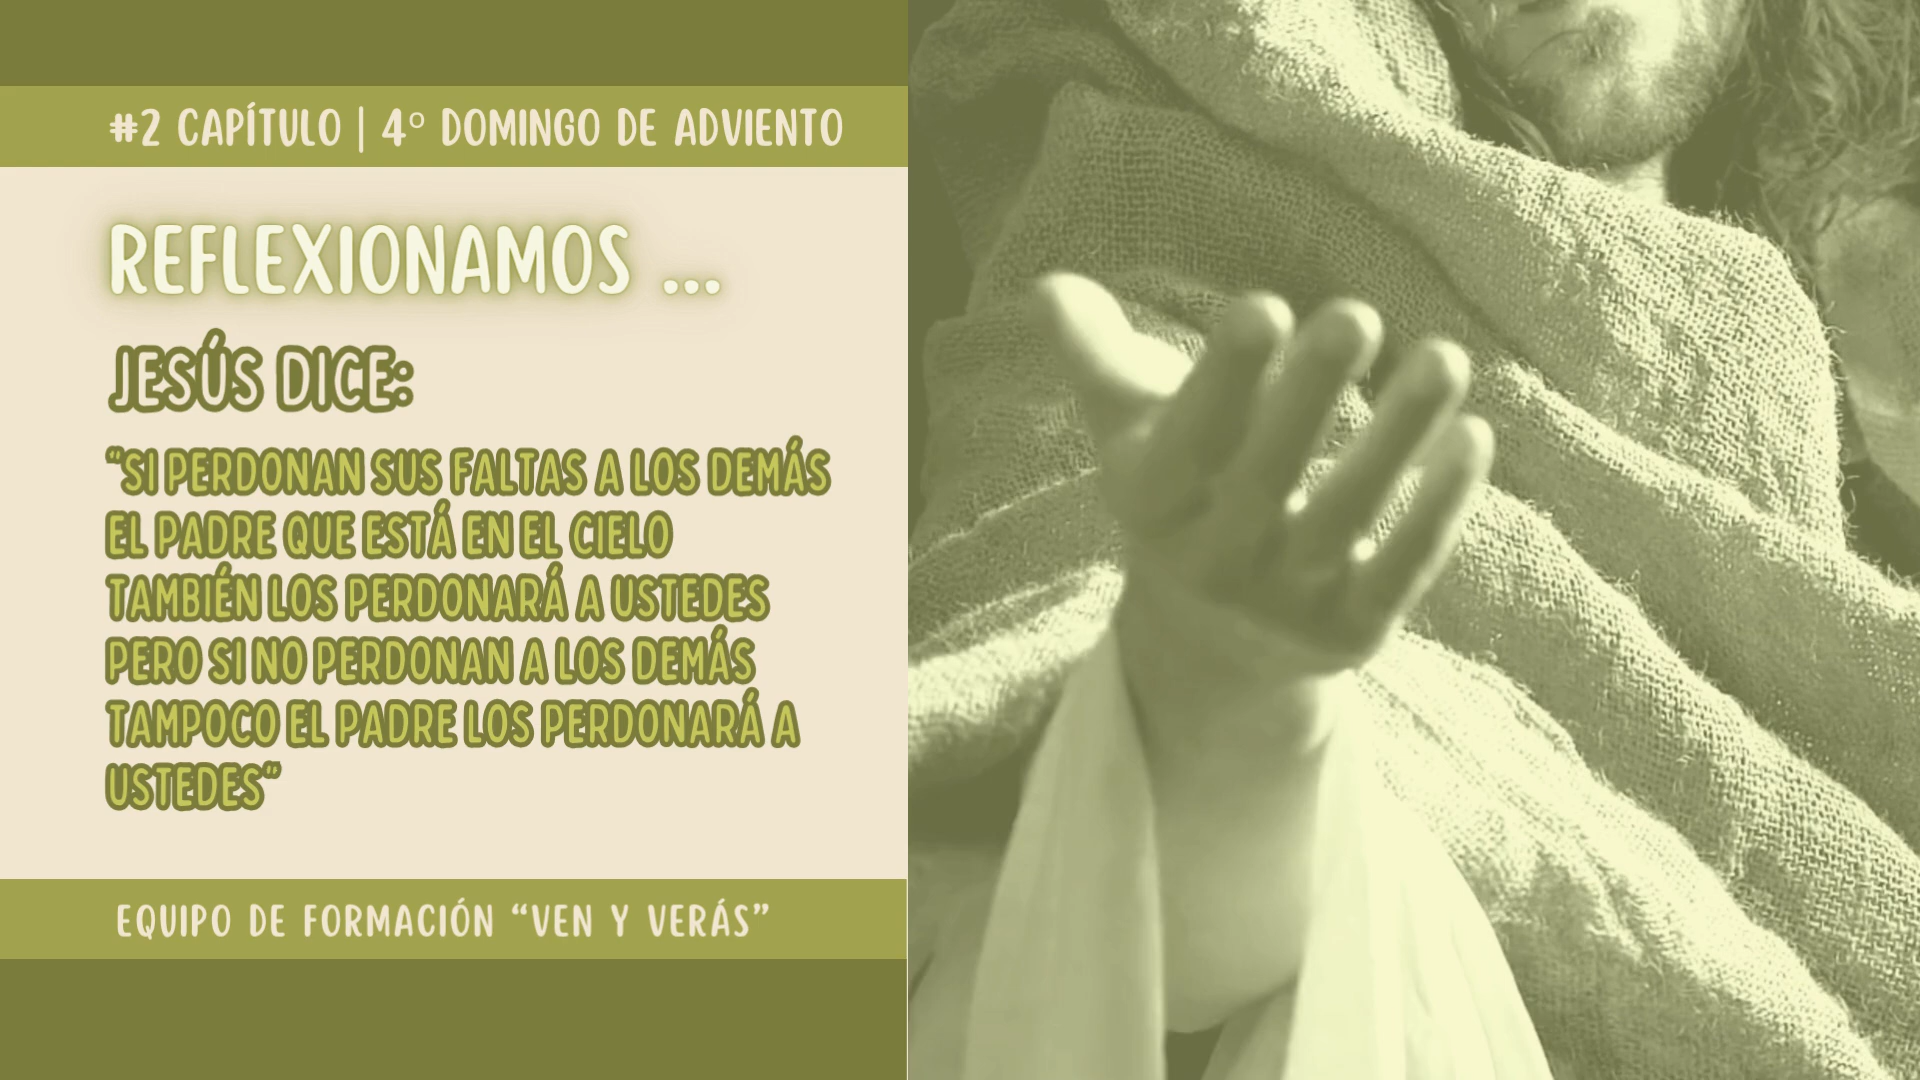 #2 CAPÍTULO | 4º DOMINGO DE ADVIENTO
REFLEXIONAMOS ...
JESÚS DICE:
“SI PERDONAN SUS FALTAS A LOS DEMÁS
EL PADRE QUE ESTÁ EN EL CIELO
TAMBIÉN LOS PERDONARÁ A USTEDES
PERO SI NO PERDONAN A LOS DEMÁS
TAMPOCO EL PADRE LOS PERDONARÁ A
USTEDES”
EQUIPO DE FORMACIÓN “VEN Y VERÁS”